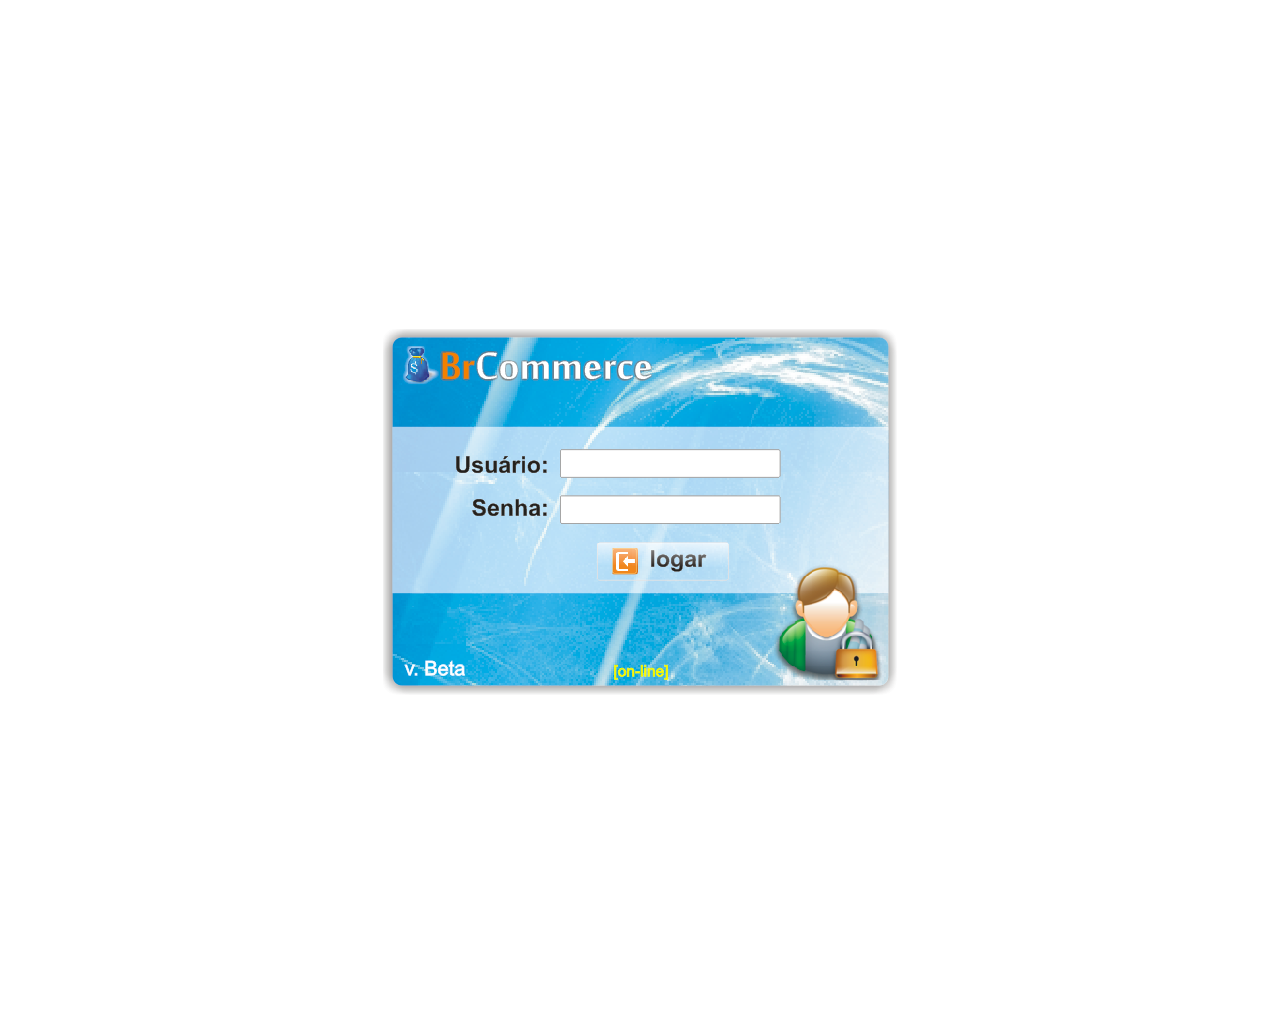 BrCommerce
Usuário:
Senha:
logar
v. Beta
[on-line]